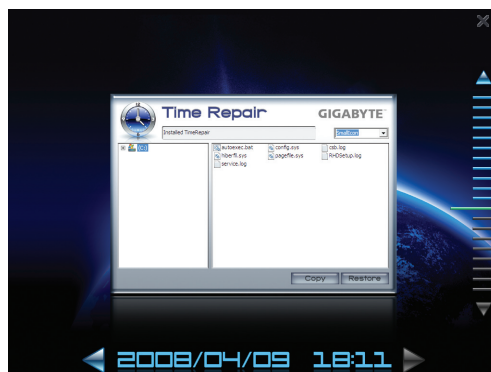 Time Repair
GIGABYTE™
Installed TimeRepair
autoexec.bat
config.sys
csb.log
hiberfil.sys
pagefile.sys
RHDSetup.log
service.log
Copy
Restore
2008/04/09 18:11